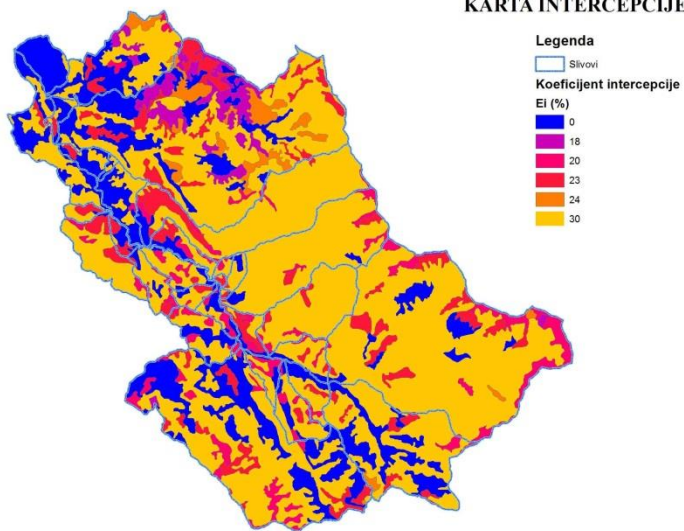 KARTA INTERCEPCIJE
Legenda
Slivovi
Koeficijent intercepcije
Ei (%)
0
18
20
23
24
30